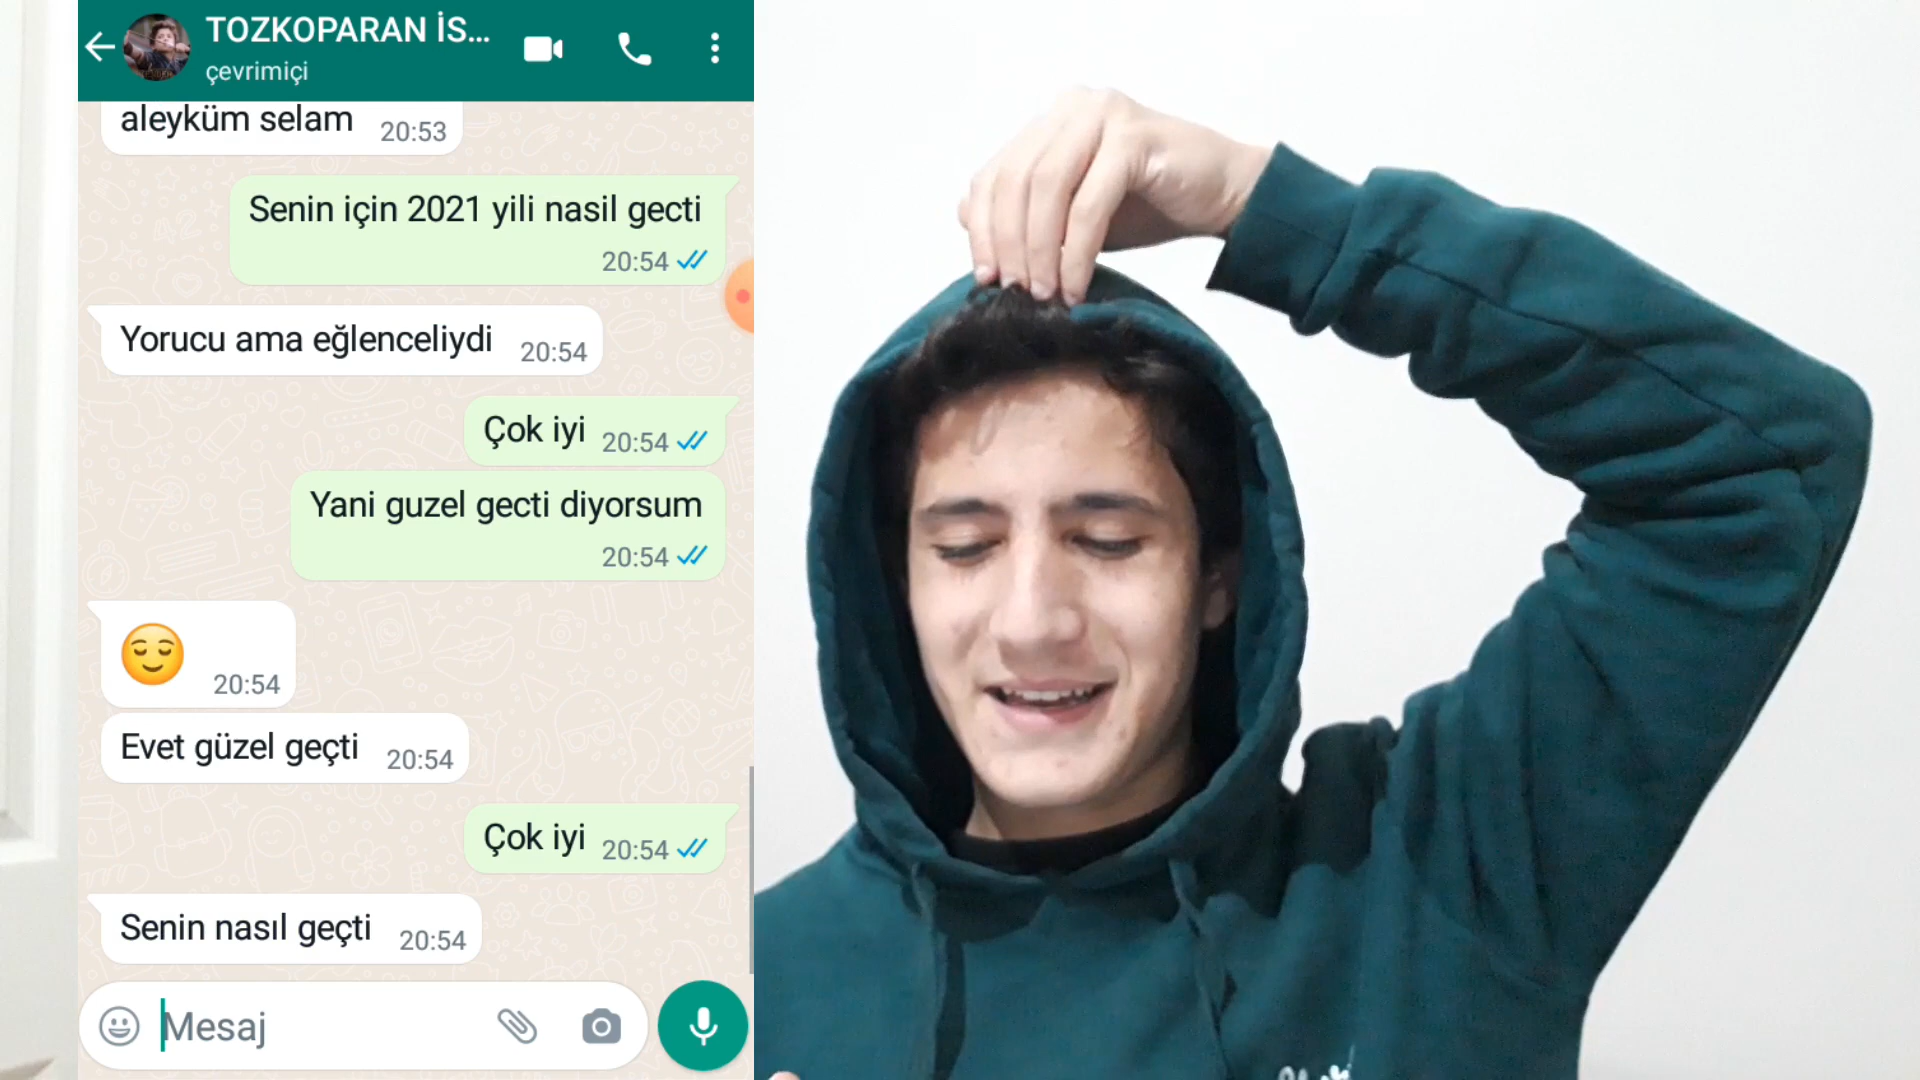 TOZKOPARAN İS...
çevrimiçi
aleyküm selam 20:53
Senin için 2021 yili nasil gecti
20:54
Yorucu ama eğlenceliydi 20:54
Çok iyi 20:54
Yani guzel gecti diyorsum
20:54
20:54
Evet güzel geçti 20:54
Çok iyi 20:54
Senin nasıl geçti 20:54
Mesaj